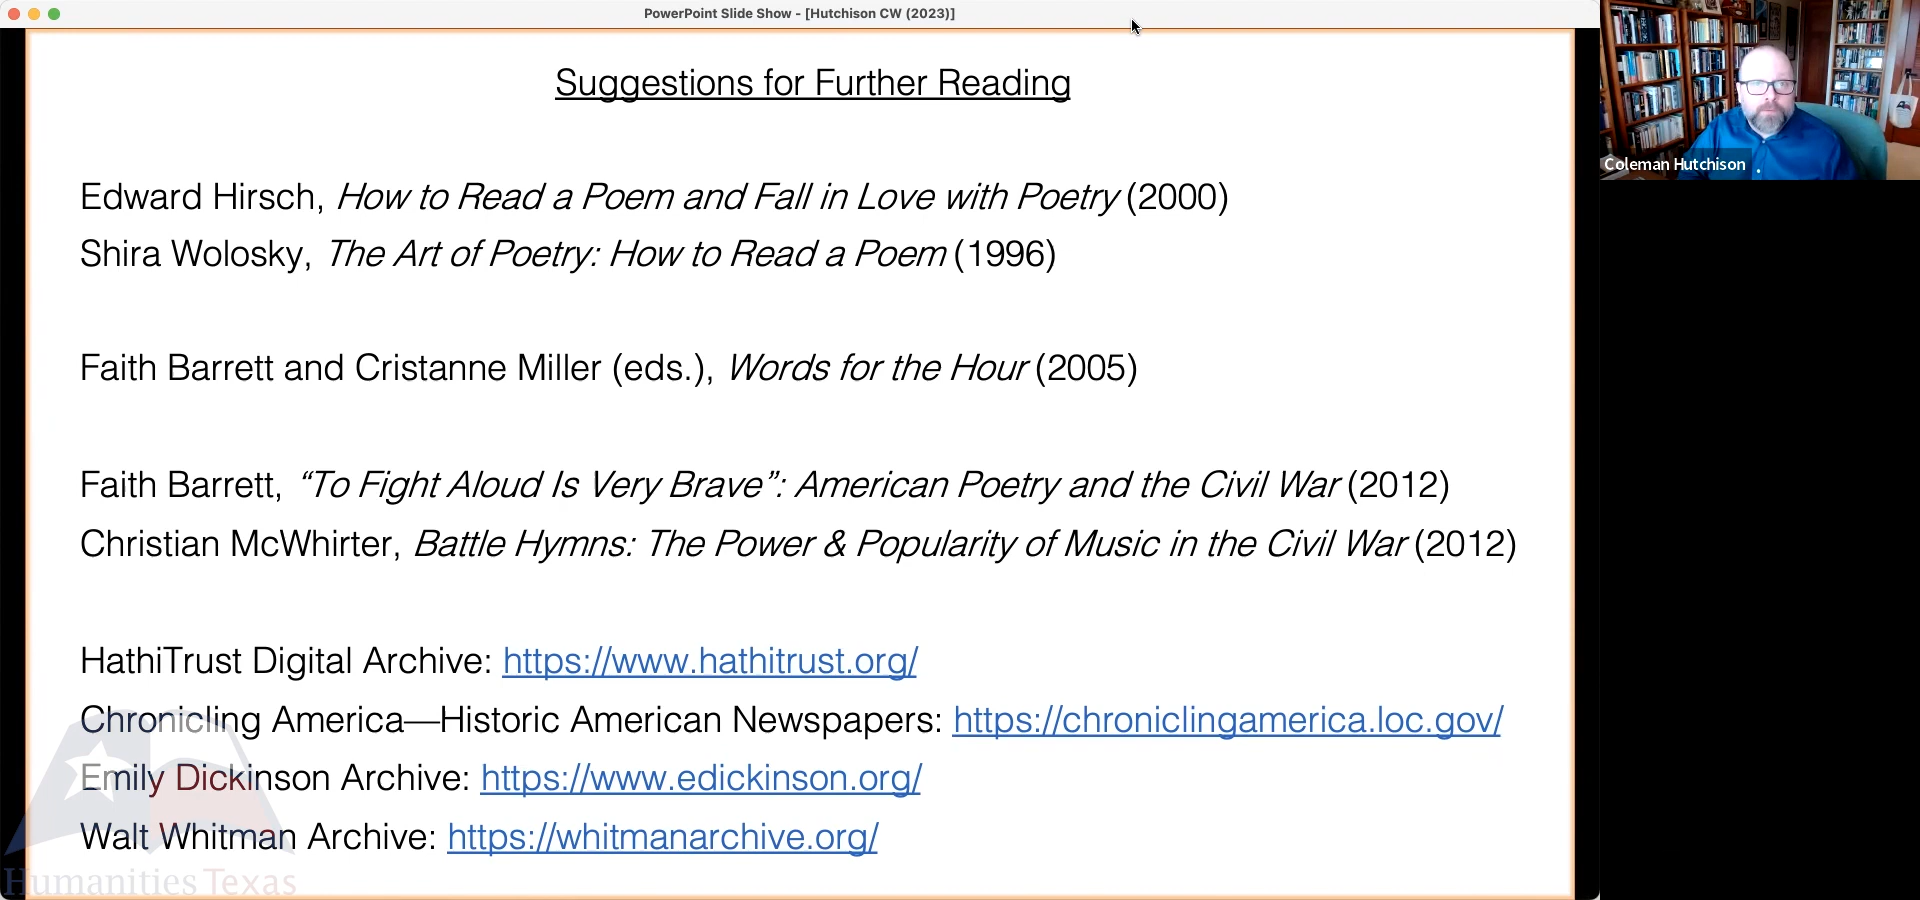 PowerPoint Slide Show - [Hutchison CW (2023)]
Suggestions for Further Reading
Edward Hirsch, How to Read a Poem and Fall in Love with Poetry (2000)
Shira Wolosky, The Art of Poetry: How to Read a Poem (1996)
Faith Barrett and Cristanne Miller (eds.), Words for the Hour (2005)
Faith Barrett, “To Fight Aloud Is Very Brave”: American Poetry and the Civil War (2012)
Christian McWhirter, Battle Hymns: The Power & Popularity of Music in the Civil War (2012)
HathiTrust Digital Archive: https://www.hathitrust.org/
Chronicling America—Historic American Newspapers: https://chroniclingamerica.loc.gov/
Emily Dickinson Archive: https://www.edickinson.org/
Walt Whitman Archive: https://whitmanarchive.org/
Humanities Texas
Coleman Hutchison